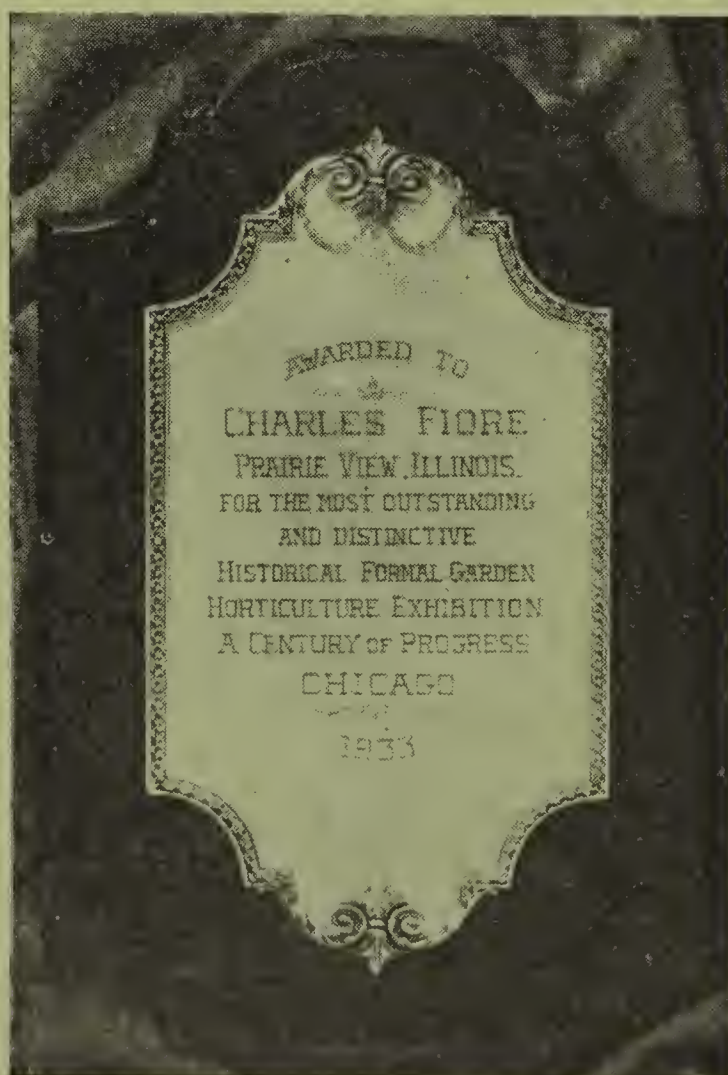 AWARDED TO
CHARLES FIORE
PRAIRIE VIEW, ILLINOIS.
FOR THE MOST OUTSTANDING
AND DISTINCTIVE
HISTORICAL FORMAL GARDEN
HORTICULTURE EXHIBITION
A CENTURY OF PROGRESS
CHICAGO
1933